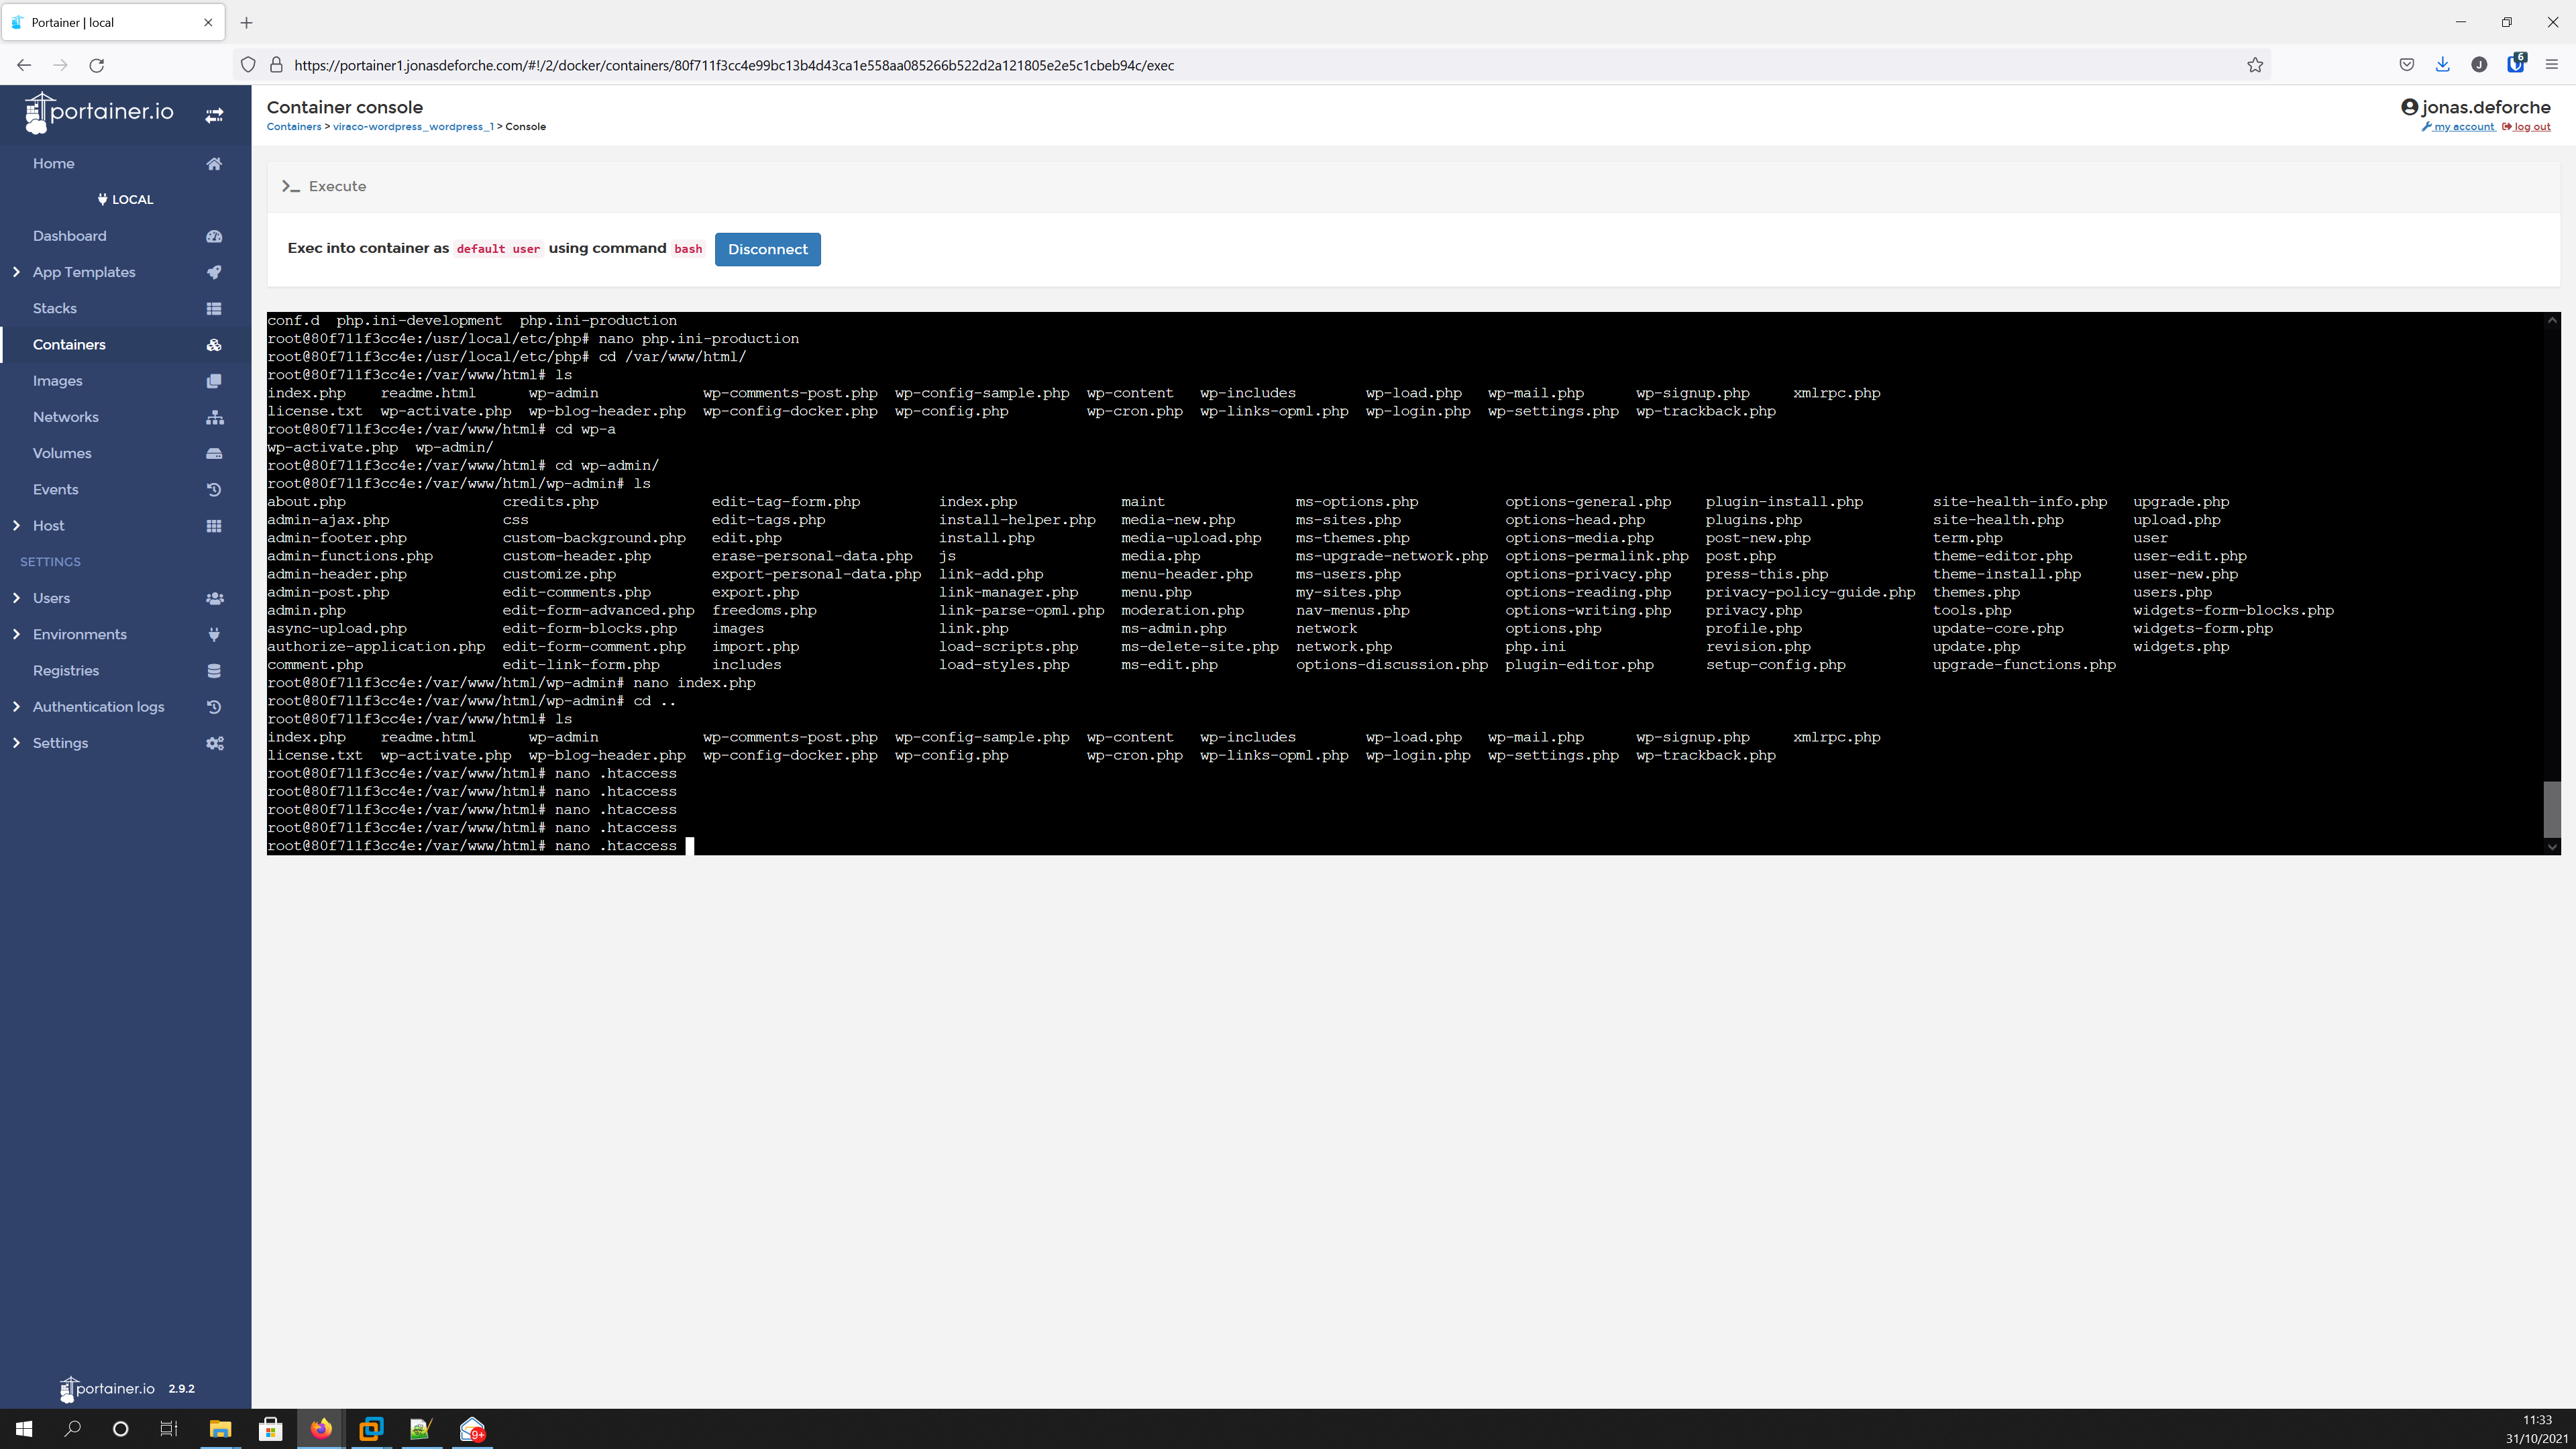 Portainer | local
https://portainer1.jonasdeforche.com/#!/2/docker/containers/80f711f3cc4e99bc13b4d43ca1e558aa085266b522d2a121805e2e5c1cbeb94c/exec
J
6
portainer.io
Home
LOCAL
Dashboard
App Templates
Stacks
Containers
Images
Networks
Volumes
Events
Host
SETTINGS
Users
Environments
Registries
Authentication logs
Settings
portainer.io 2.9.2
Container console
Containers > viraco-wordpress_wordpress_1 > Console
jonas.deforche
my account log out
>_ Execute
Exec into container as default user using command bash Disconnect
conf.d php.ini-development php.ini-production
root@80f711f3cc4e:/usr/local/etc/php# nano php.ini-production
root@80f711f3cc4e:/usr/local/etc/php# cd /var/www/html/
root@80f711f3cc4e:/var/www/html# ls
index.php readme.html wp-admin wp-comments-post.php wp-config-sample.php wp-content wp-includes wp-load.php wp-mail.php wp-signup.php xmlrpc.php
license.txt wp-activate.php wp-blog-header.php wp-config-docker.php wp-config.php wp-cron.php wp-links-opml.php wp-login.php wp-settings.php wp-trackback.php
root@80f711f3cc4e:/var/www/html# cd wp-a
wp-activate.php wp-admin/
root@80f711f3cc4e:/var/www/html# cd wp-admin/
root@80f711f3cc4e:/var/www/html/wp-admin# ls
about.php credits.php edit-tag-form.php index.php maint ms-options.php options-general.php plugin-install.php site-health-info.php upgrade.php
admin-ajax.php css edit-tags.php install-helper.php media-new.php ms-sites.php options-head.php plugins.php site-health.php upload.php
admin-footer.php custom-background.php edit.php install.php media-upload.php ms-themes.php options-media.php post-new.php term.php user
admin-functions.php custom-header.php erase-personal-data.php js media.php ms-upgrade-network.php options-permalink.php post.php theme-editor.php user-edit.php
admin-header.php customize.php export-personal-data.php link-add.php menu-header.php ms-users.php options-privacy.php press-this.php theme-install.php user-new.php
admin-post.php edit-comments.php export.php link-manager.php menu.php my-sites.php options-reading.php privacy-policy-guide.php themes.php users.php
admin.php edit-form-advanced.php freedoms.php link-parse-opml.php moderation.php nav-menus.php options-writing.php privacy.php tools.php widgets-form-blocks.php
async-upload.php edit-form-blocks.php images link.php ms-admin.php network options.php profile.php update-core.php widgets-form.php
authorize-application.php edit-form-comment.php import.php load-scripts.php ms-delete-site.php network.php php.ini revision.php update.php widgets.php
comment.php edit-link-form.php includes load-styles.php ms-edit.php options-discussion.php plugin-editor.php setup-config.php upgrade-functions.php
root@80f711f3cc4e:/var/www/html/wp-admin# nano index.php
root@80f711f3cc4e:/var/www/html/wp-admin# cd ..
root@80f711f3cc4e:/var/www/html# ls
index.php readme.html wp-admin wp-comments-post.php wp-config-sample.php wp-content wp-includes wp-load.php wp-mail.php wp-signup.php xmlrpc.php
license.txt wp-activate.php wp-blog-header.php wp-config-docker.php wp-config.php wp-cron.php wp-links-opml.php wp-login.php wp-settings.php wp-trackback.php
root@80f711f3cc4e:/var/www/html# nano .htaccess
root@80f711f3cc4e:/var/www/html# nano .htaccess
root@80f711f3cc4e:/var/www/html# nano .htaccess
root@80f711f3cc4e:/var/www/html# nano .htaccess
root@80f711f3cc4e:/var/www/html# nano .htaccess
9+
11:33
31/10/2021